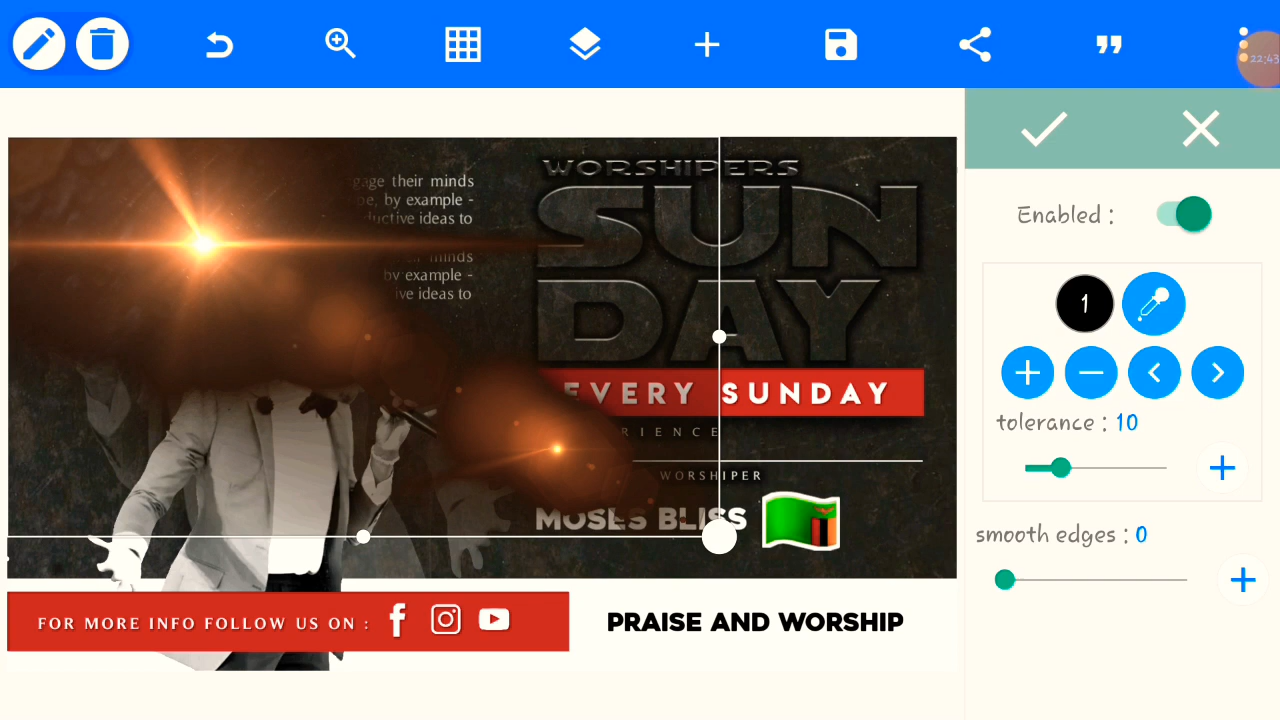 22:43
Enabled :
1
tolerance : 10
smooth edges : 0
gage their minds
by example -
ductive ideas to
minds
by example -
ive ideas to
WORSHIPERS
SUN
DAY
EVERY SUNDAY
RIENCE
WORSHIPER
MOSES BLISS
FOR MORE INFO FOLLOW US ON :
PRAISE AND WORSHIP